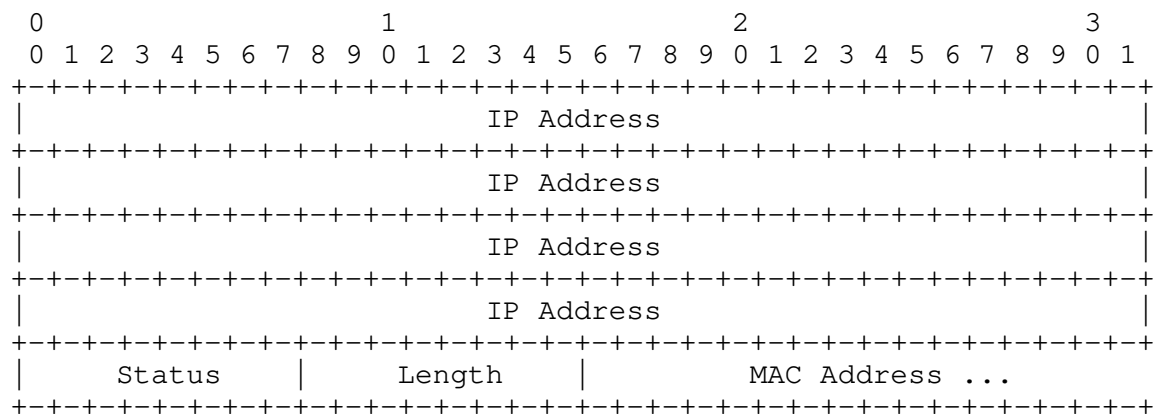 0                   1                   2                   3
0 1 2 3 4 5 6 7 8 9 0 1 2 3 4 5 6 7 8 9 0 1 2 3 4 5 6 7 8 9 0 1
+-+-+-+-+-+-+-+-+-+-+-+-+-+-+-+-+-+-+-+-+-+-+-+-+-+-+-+-+-+-+-+-+
|                          IP Address                           |
+-+-+-+-+-+-+-+-+-+-+-+-+-+-+-+-+-+-+-+-+-+-+-+-+-+-+-+-+-+-+-+-+
|                          IP Address                           |
+-+-+-+-+-+-+-+-+-+-+-+-+-+-+-+-+-+-+-+-+-+-+-+-+-+-+-+-+-+-+-+-+
|                          IP Address                           |
+-+-+-+-+-+-+-+-+-+-+-+-+-+-+-+-+-+-+-+-+-+-+-+-+-+-+-+-+-+-+-+-+
|                          IP Address                           |
+-+-+-+-+-+-+-+-+-+-+-+-+-+-+-+-+-+-+-+-+-+-+-+-+-+-+-+-+-+-+-+-+
|     Status    |     Length    |         MAC Address ...
+-+-+-+-+-+-+-+-+-+-+-+-+-+-+-+-+-+-+-+-+-+-+-+-+-+-+-+-+-+-+-+-+